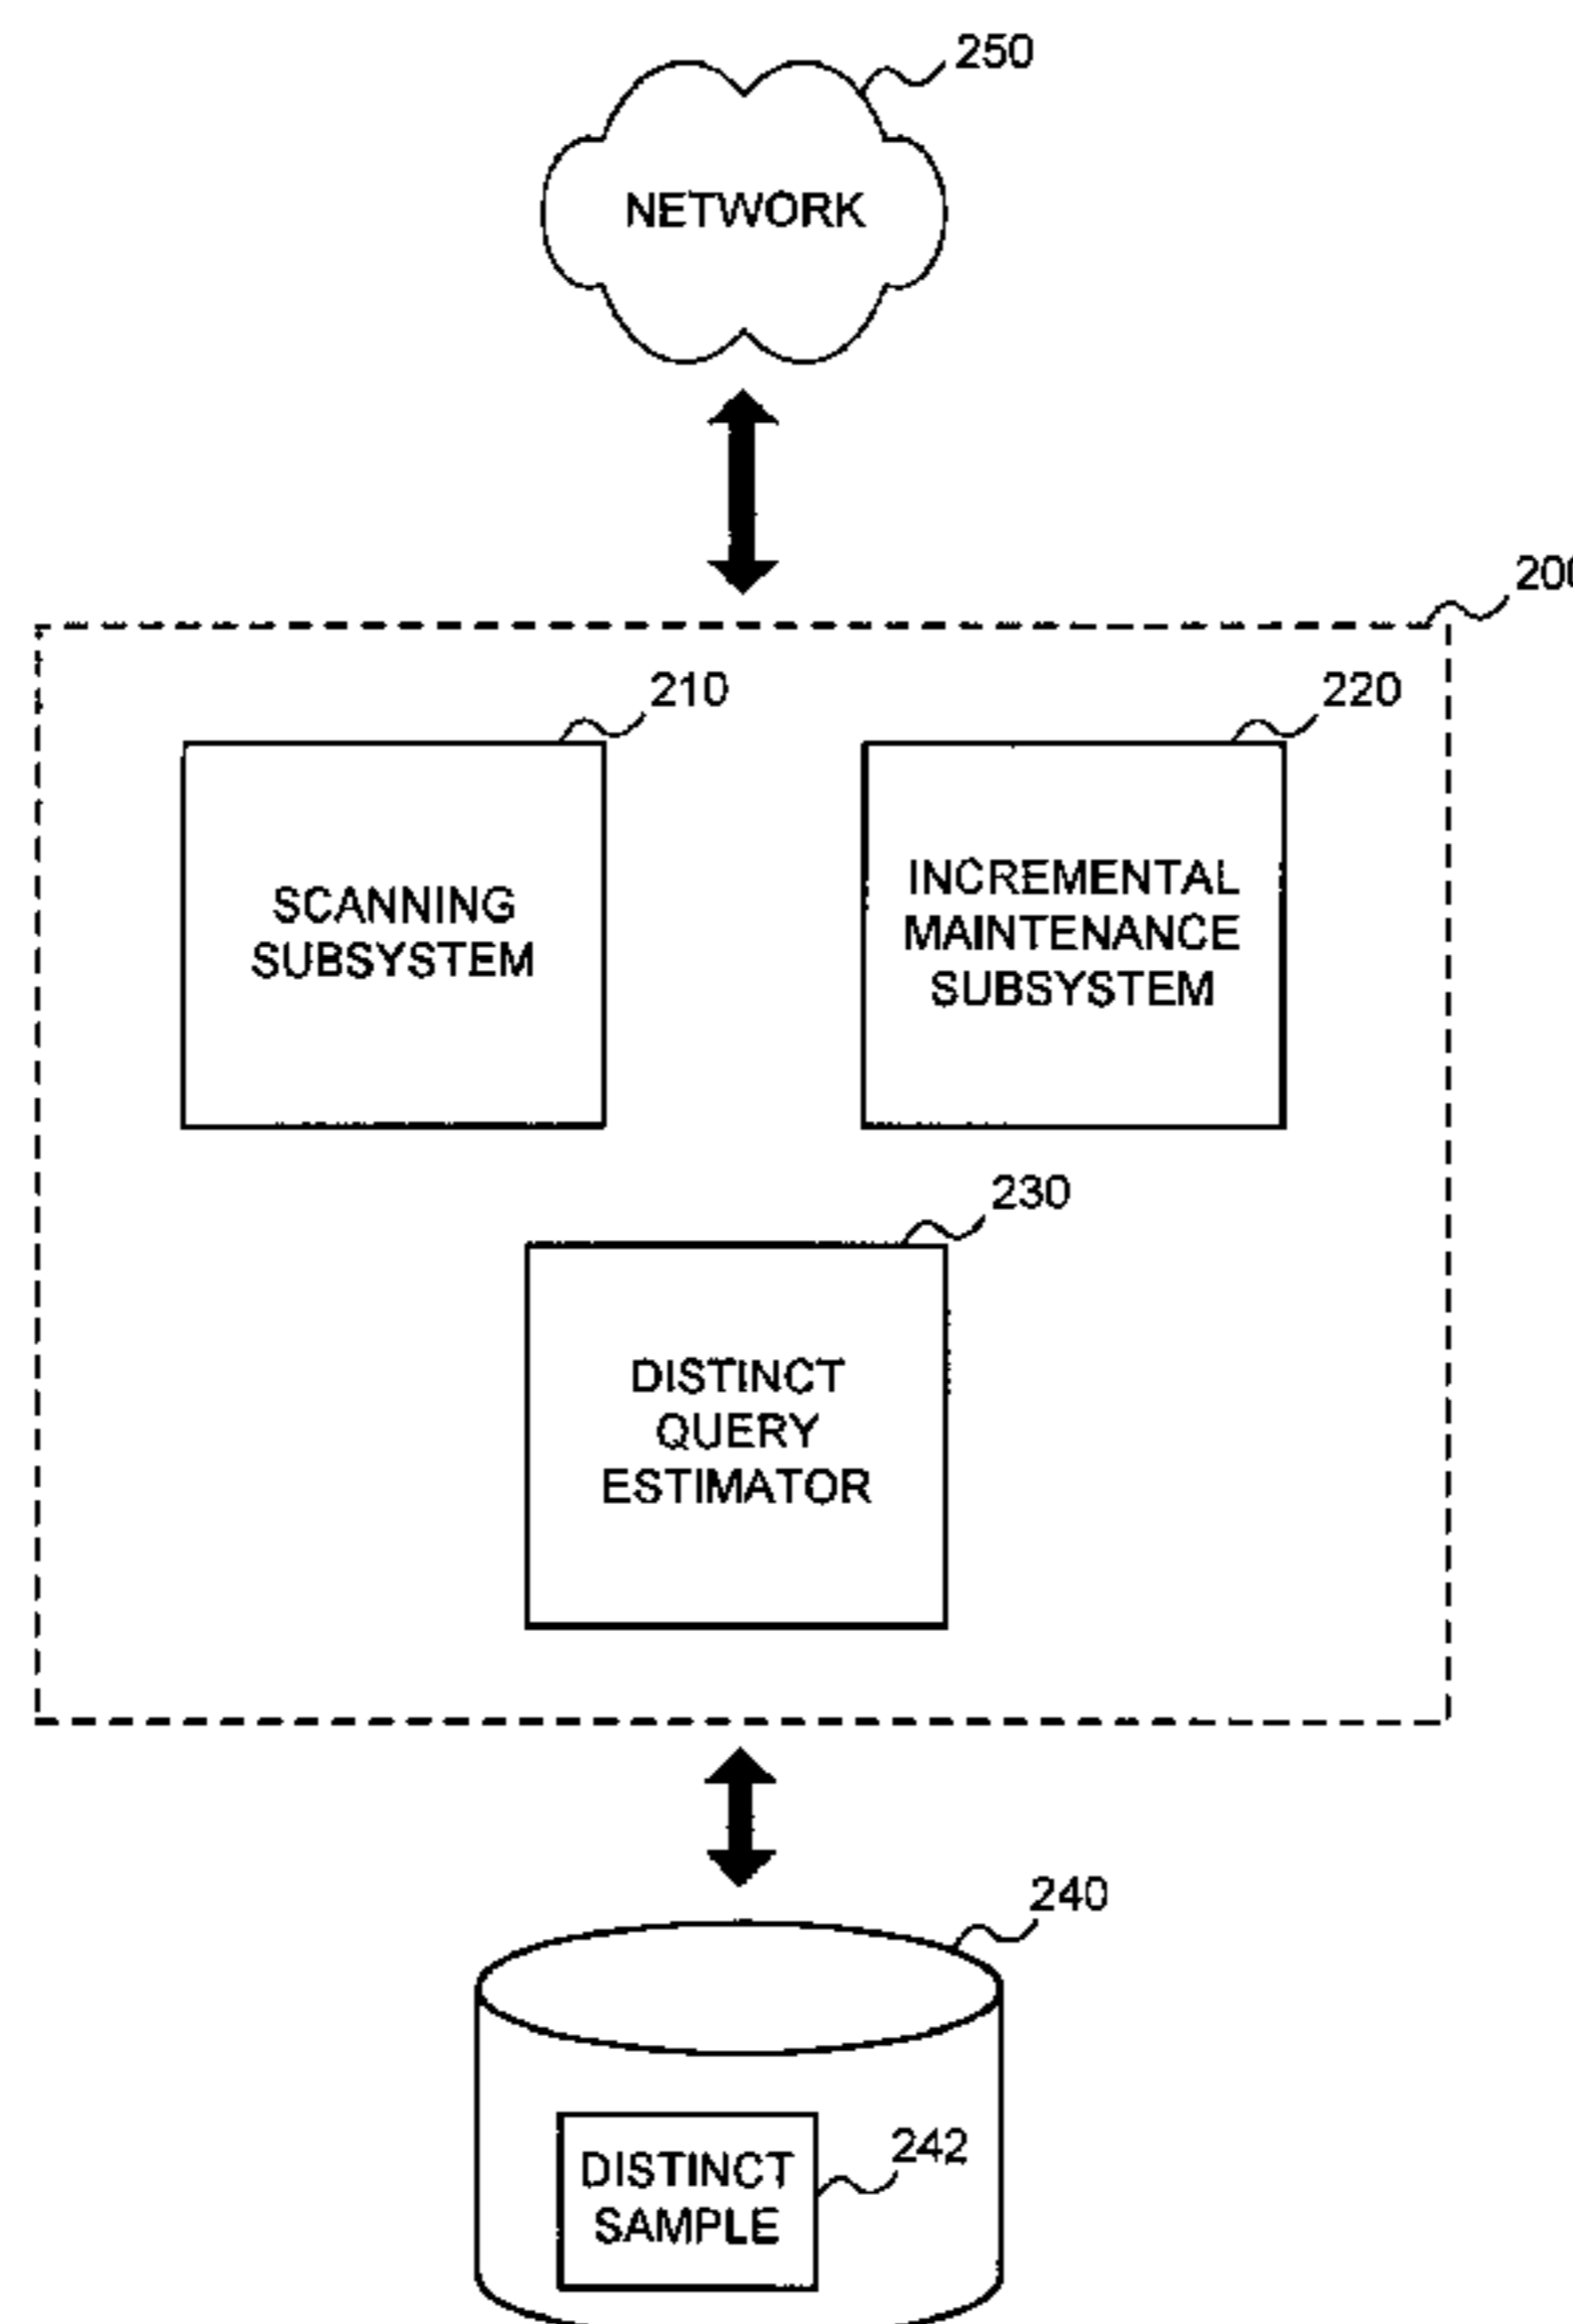 250
NETWORK
200
210
220
SCANNING
SUBSYSTEM
INCREMENTAL
MAINTENANCE
SUBSYSTEM
230
DISTINCT
QUERY
ESTIMATOR
240
242
DISTINCT
SAMPLE